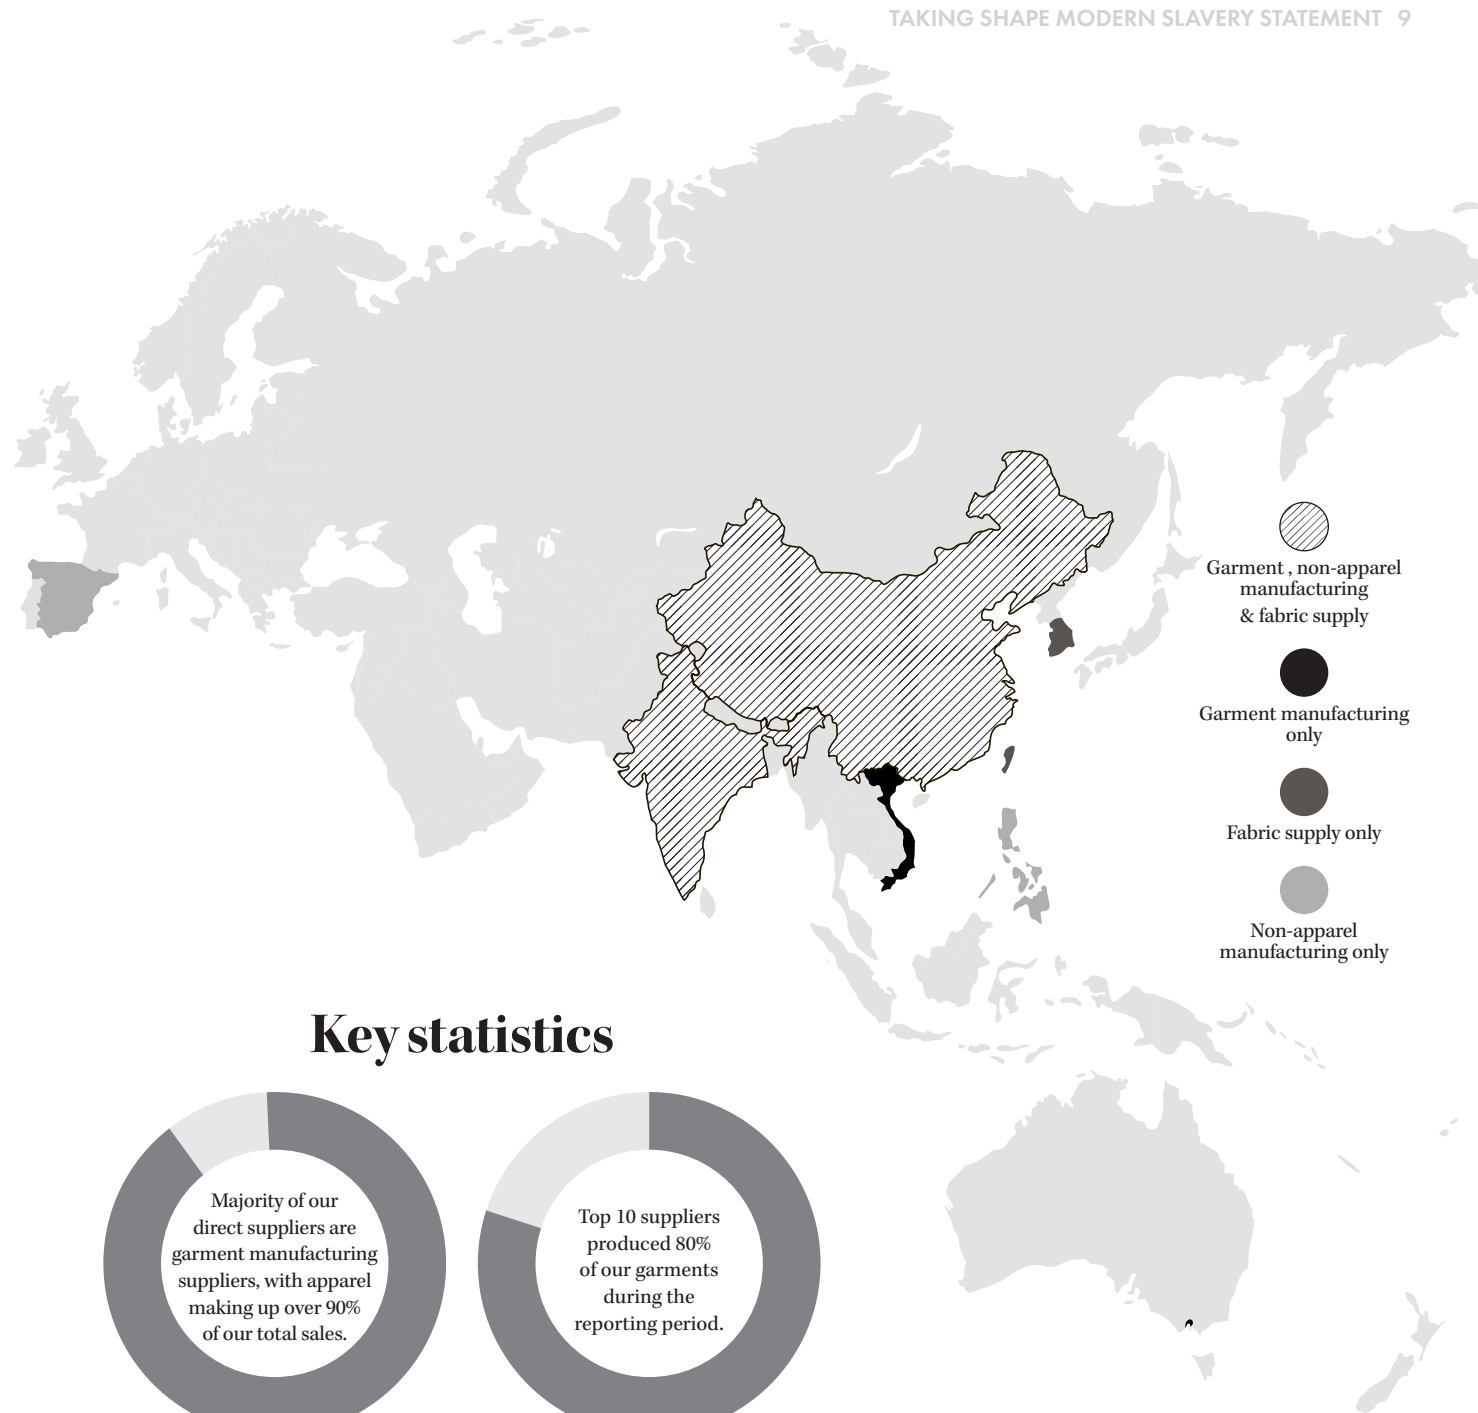 TAKING SHAPE MODERN SLAVERY STATEMENT 9
Garment , non-apparel
manufacturing
& fabric supply
Garment manufacturing
only
Fabric supply only
Non-apparel
manufacturing only
Key statistics
Majority of our
direct suppliers are
garment manufacturing
suppliers, with apparel
making up over 90%
of our total sales.
Top 10 suppliers
produced 80%
of our garments
during the
reporting period.